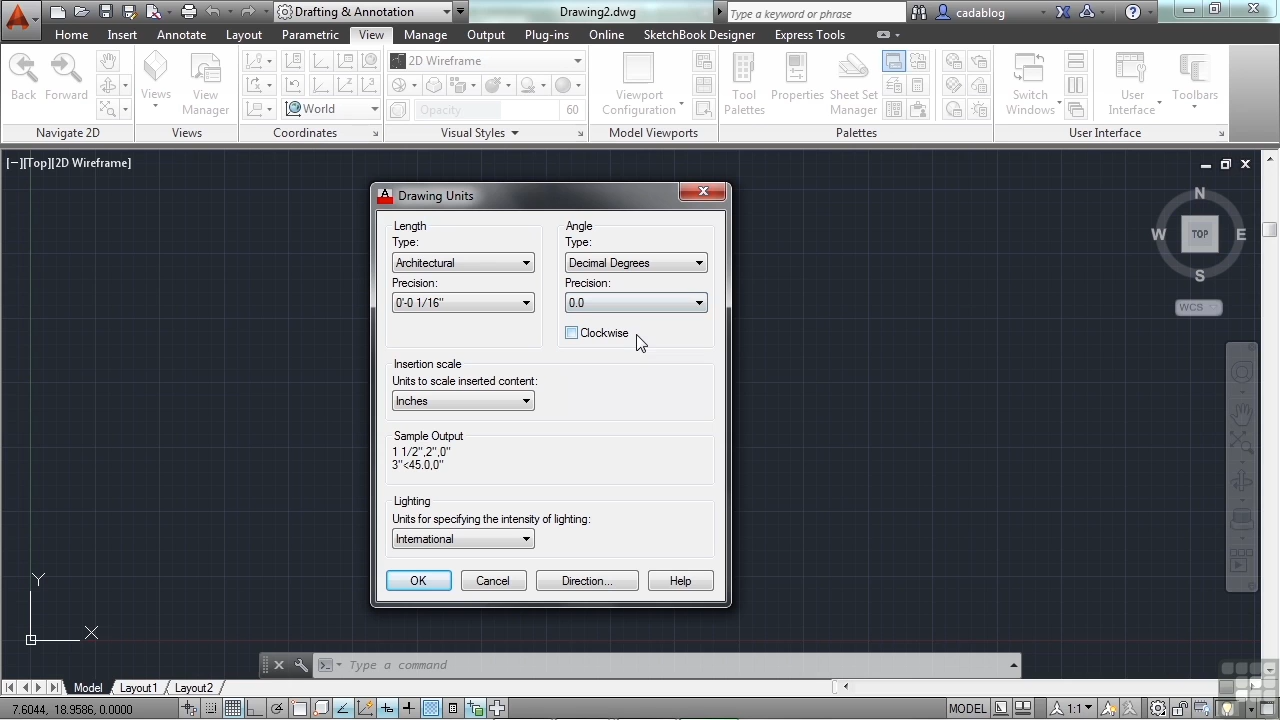 Drafting & Annotation
Drawing2.dwg
Type a keyword or phrase
cadablog
Home Insert Annotate Layout Parametric View Manage Output Plug-ins Online SketchBook Designer Express Tools
Back
Forward
Navigate 2D
Views
View Manager
Views
World
Coordinates
2D Wireframe
Opacity 60
Visual Styles
Viewport Configuration
Model Viewports
Tool Palettes
Properties
Sheet Set Manager
Palettes
Switch Windows
User Interface
Toolbars
User Interface
[−][Top][2D Wireframe]
N
W TOP E
S
WCS
Drawing Units
Length
Type:
Architectural
Precision:
0'-0 1/16"
Angle
Type:
Decimal Degrees
Precision:
0.0
Clockwise
Insertion scale
Units to scale inserted content:
Inches
Sample Output
1 1/2",2",0"
3"<45.0,0"
Lighting
Units for specifying the intensity of lighting:
International
OK Cancel Direction... Help
Y
X
Type a command
Model Layout1 Layout2
7.6044, 18.9586, 0.0000
MODEL
1:1